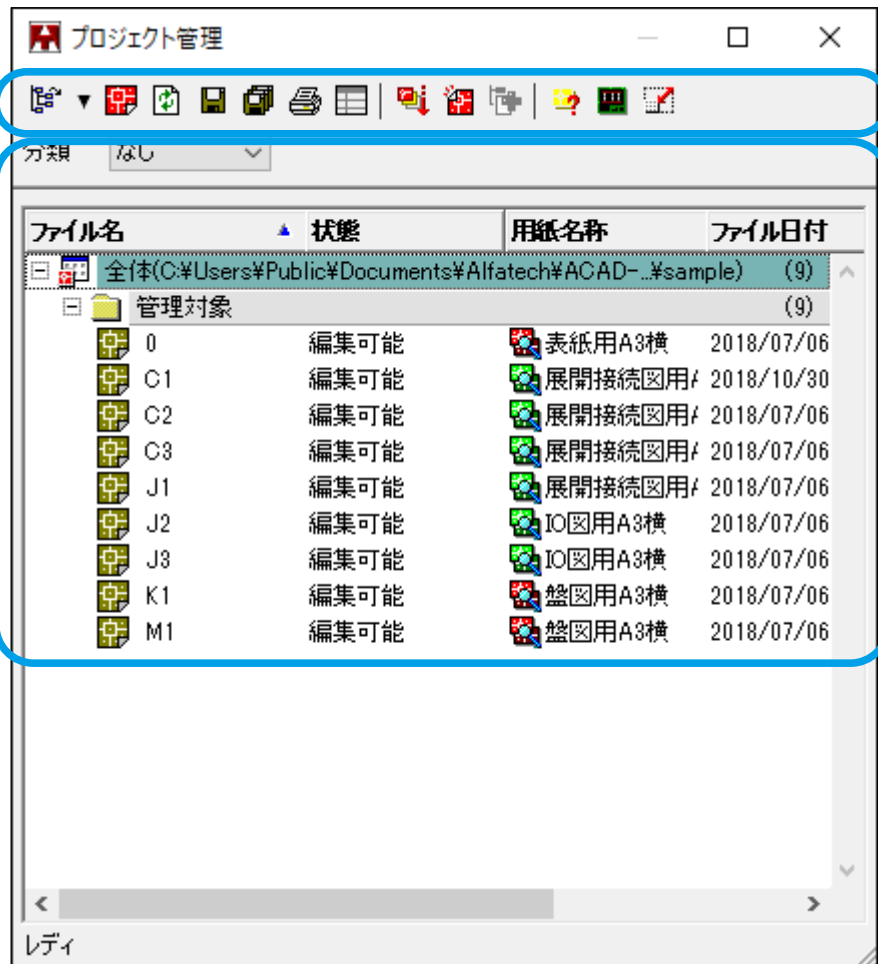 プロジェクト管理
分類 なし
ファイル名 状態 用紙名称 ファイル日付
全体(C:¥Users¥Public¥Documents¥Alfatech¥ACAD-..¥sample) (9)
管理対象 (9)
0 編集可能 表紙用A3横 2018/07/06
C1 編集可能 展開接続図用A 2018/10/30
C2 編集可能 展開接続図用A 2018/07/06
C3 編集可能 展開接続図用A 2018/07/06
J1 編集可能 展開接続図用A 2018/07/06
J2 編集可能 IO図用A3横 2018/07/06
J3 編集可能 IO図用A3横 2018/07/06
K1 編集可能 盤図用A3横 2018/07/06
M1 編集可能 盤図用A3横 2018/07/06
レディ